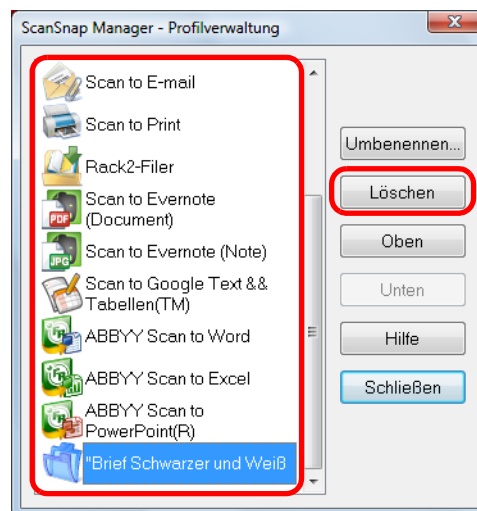 ScanSnap Manager - Profilverwaltung
Scan to E-mail
Scan to Print
Rack2-Filer
PDF
Scan to Evernote
(Document)
JPG
Scan to Evernote (Note)
Scan to Google Text &&
Tabellen(TM)
ABBYY Scan to Word
ABBYY Scan to Excel
ABBYY Scan to
PowerPoint(R)
"Brief Schwarzer und Weiß
Umbenennen...
Löschen
Oben
Unten
Hilfe
Schließen